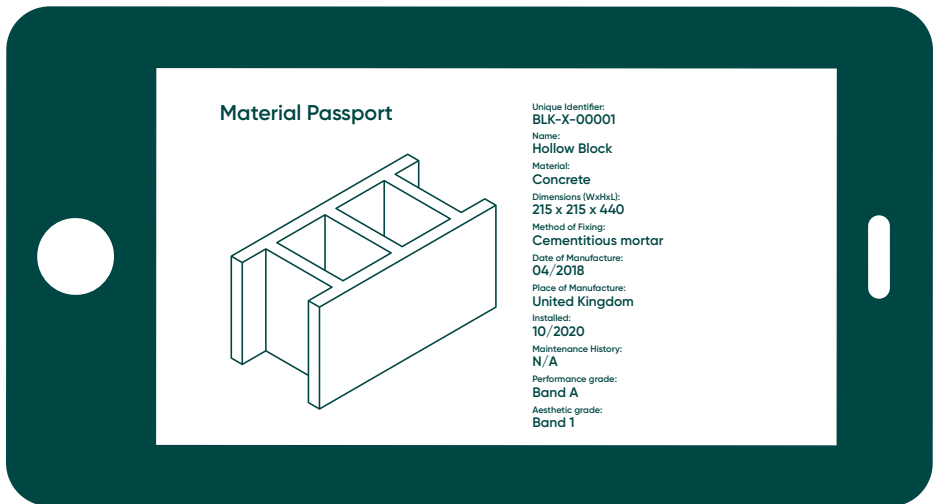 Material Passport
Unique Identifier:
BLK-X-00001
Name:
Hollow Block
Material:
Concrete
Dimensions (WxHxL):
215 x 215 x 440
Method of Fixing:
Cementitious mortar
Date of Manufacture:
04/2018
Place of Manufacture:
United Kingdom
Installed:
10/2020
Maintenance History:
N/A
Performance grade:
Band A
Aesthetic grade:
Band 1